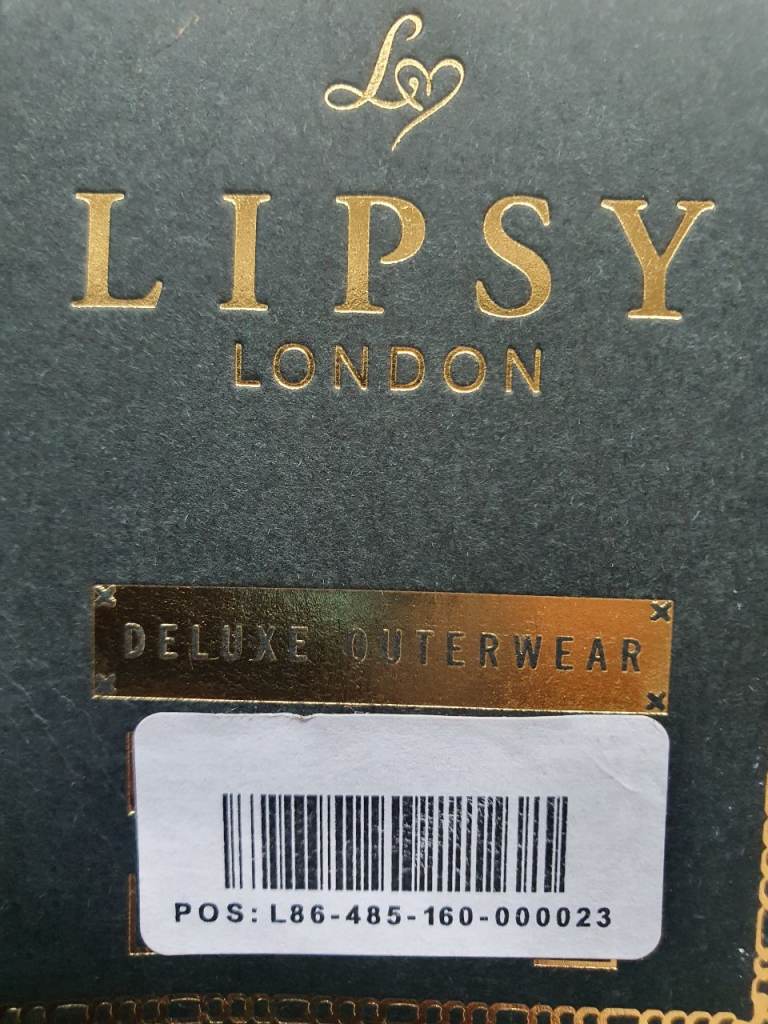 LIPSY
LONDON
DELUXE OUTERWEAR
POS: L86-485-160-000023